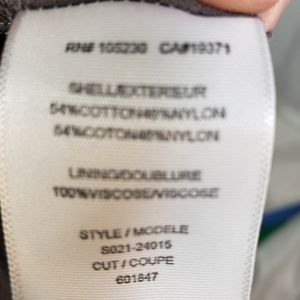 RN# 105230 CA#19371
SHELL/EXTERIEUR
54%COTTON46%NYLON
54%COTON46%NYLON
LINING/DOUBLURE
100%VISCOSE/VISCOSE
STYLE / MODELE
S021-24015
CUT / COUPE
601647